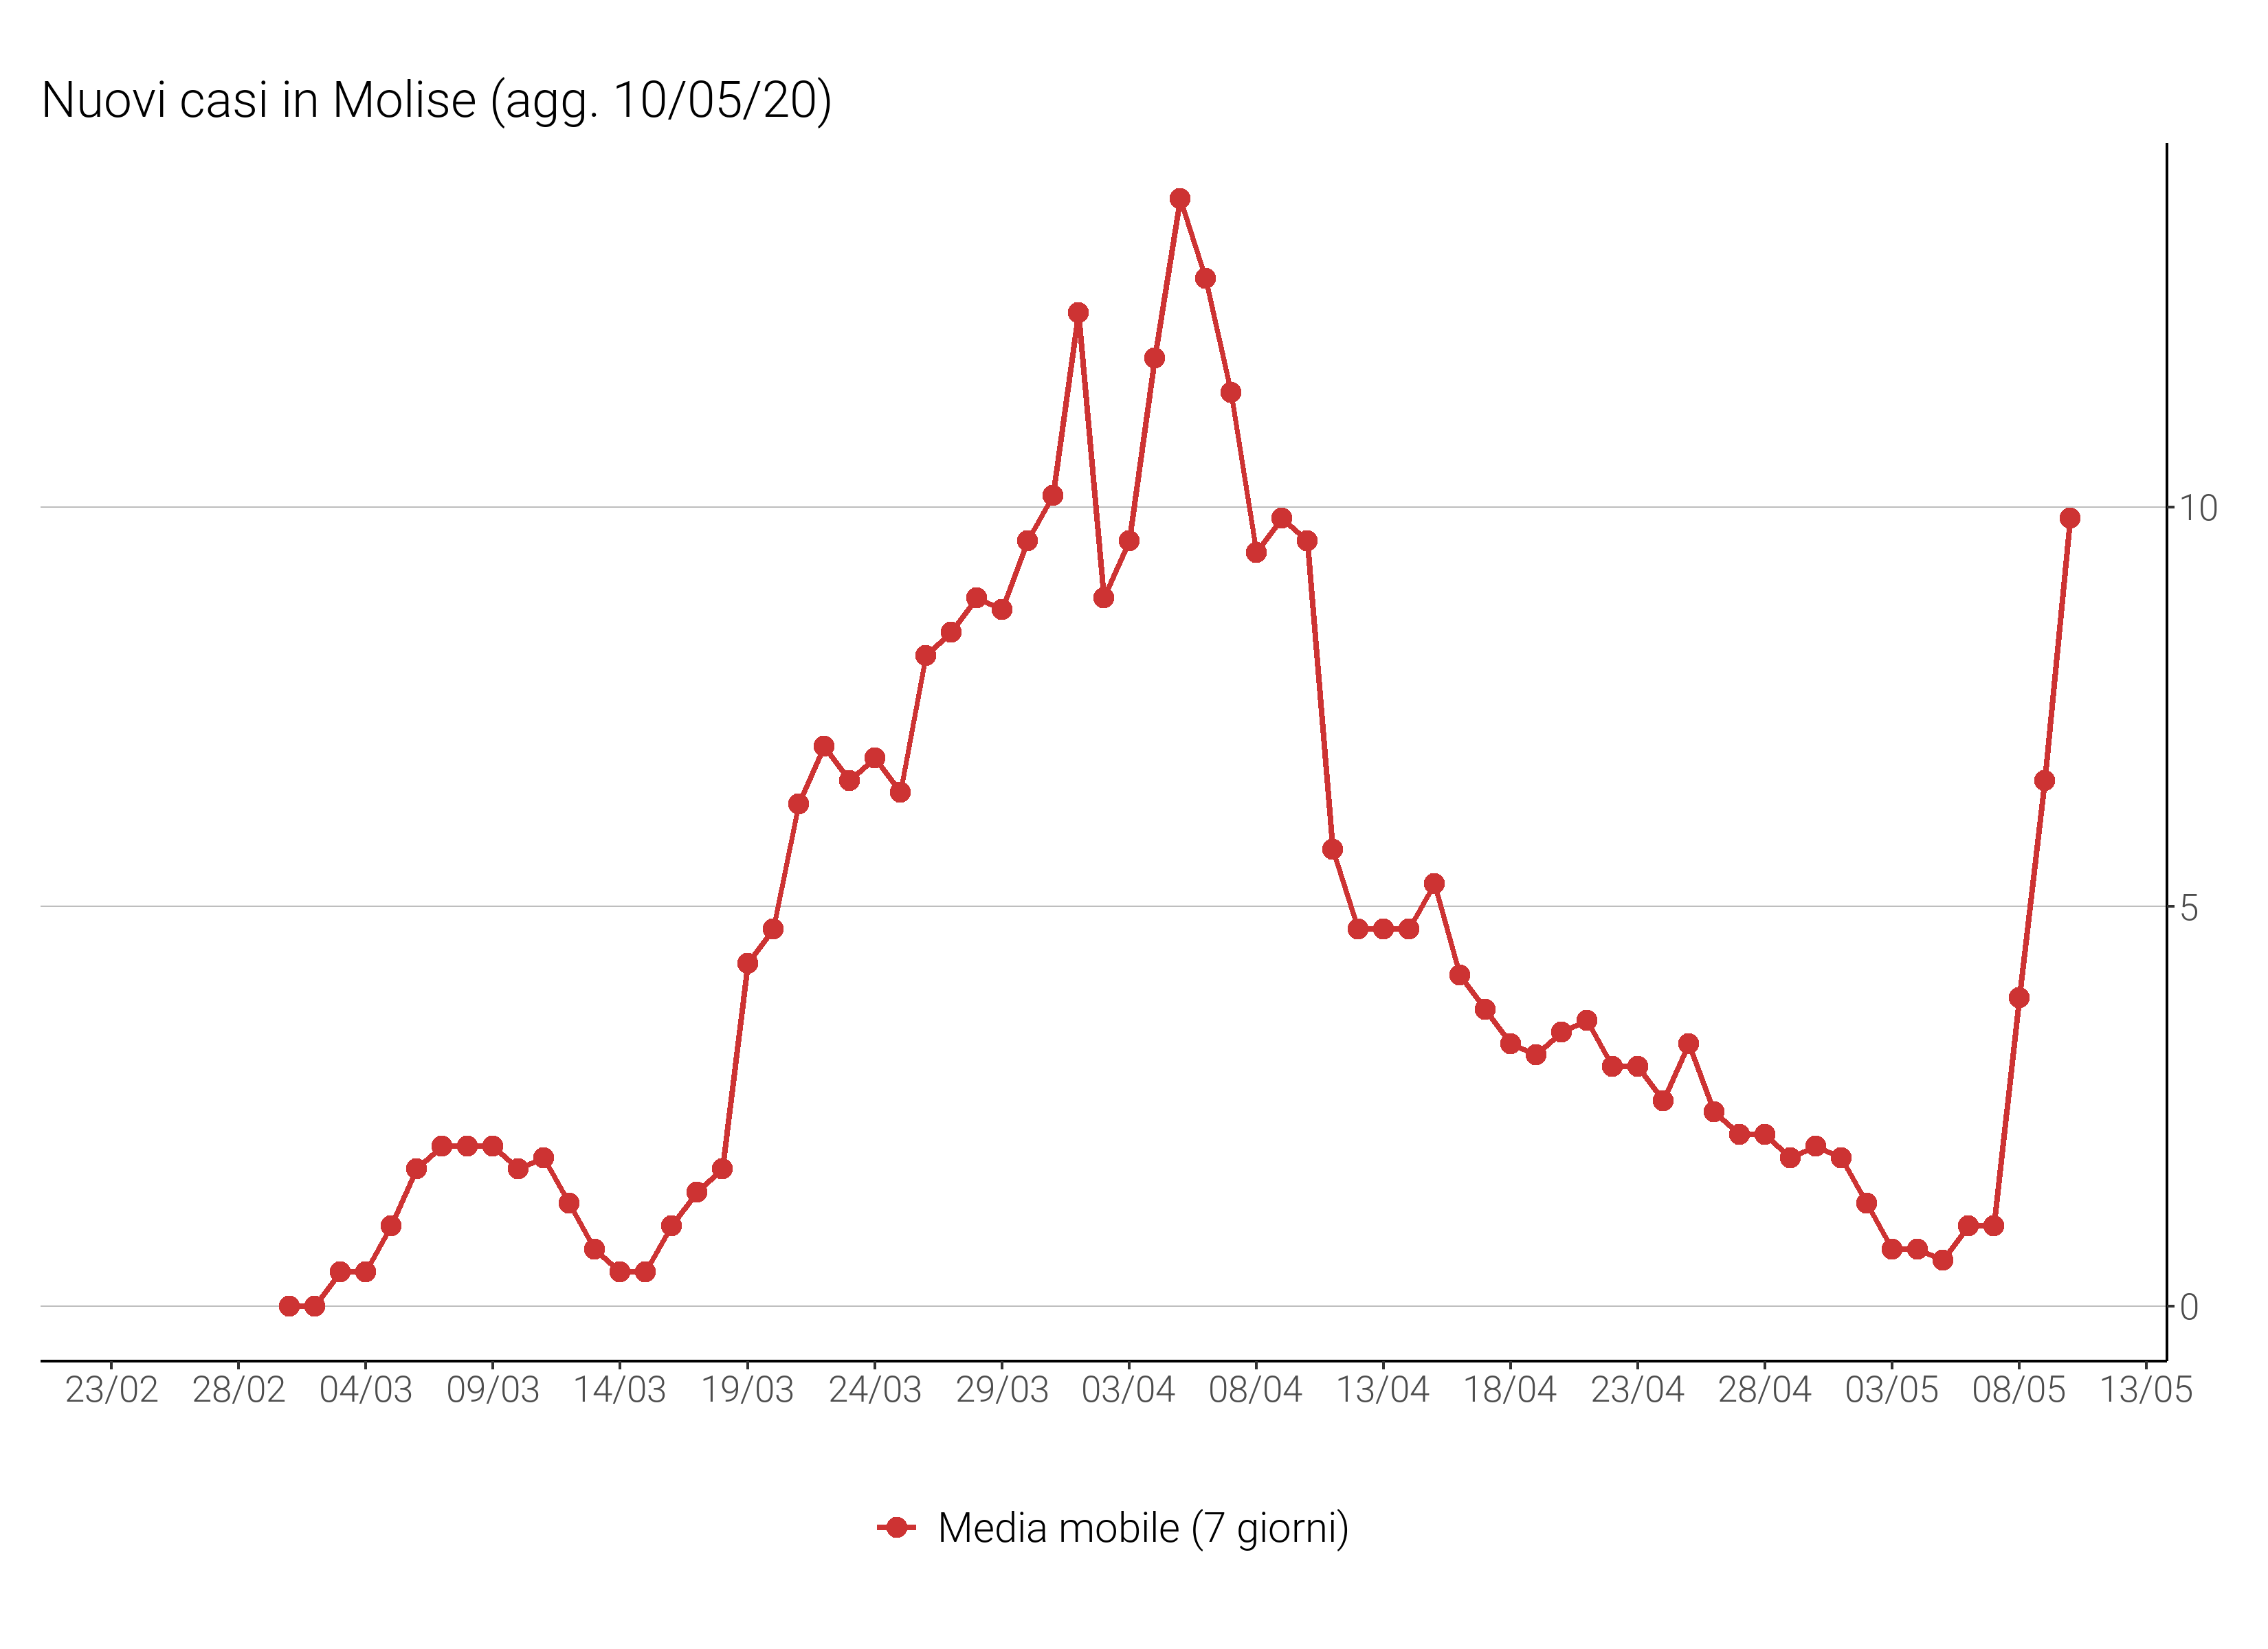 Nuovi casi in Molise (agg. 10/05/20)
10
5
0
23/02 28/02 04/03 09/03 14/03 19/03 24/03 29/03 03/04 08/04 13/04 18/04 23/04 28/04 03/05 08/05 13/05
Media mobile (7 giorni)